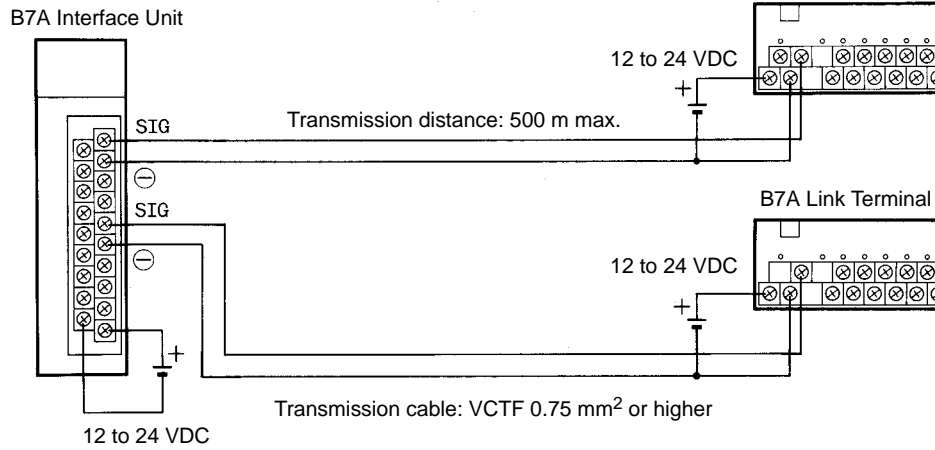 B7A Interface Unit
12 to 24 VDC
+
SIG
Transmission distance: 500 m max.
−
SIG
B7A Link Terminal
−
12 to 24 VDC
+
+
Transmission cable: VCTF 0.75 mm² or higher
12 to 24 VDC